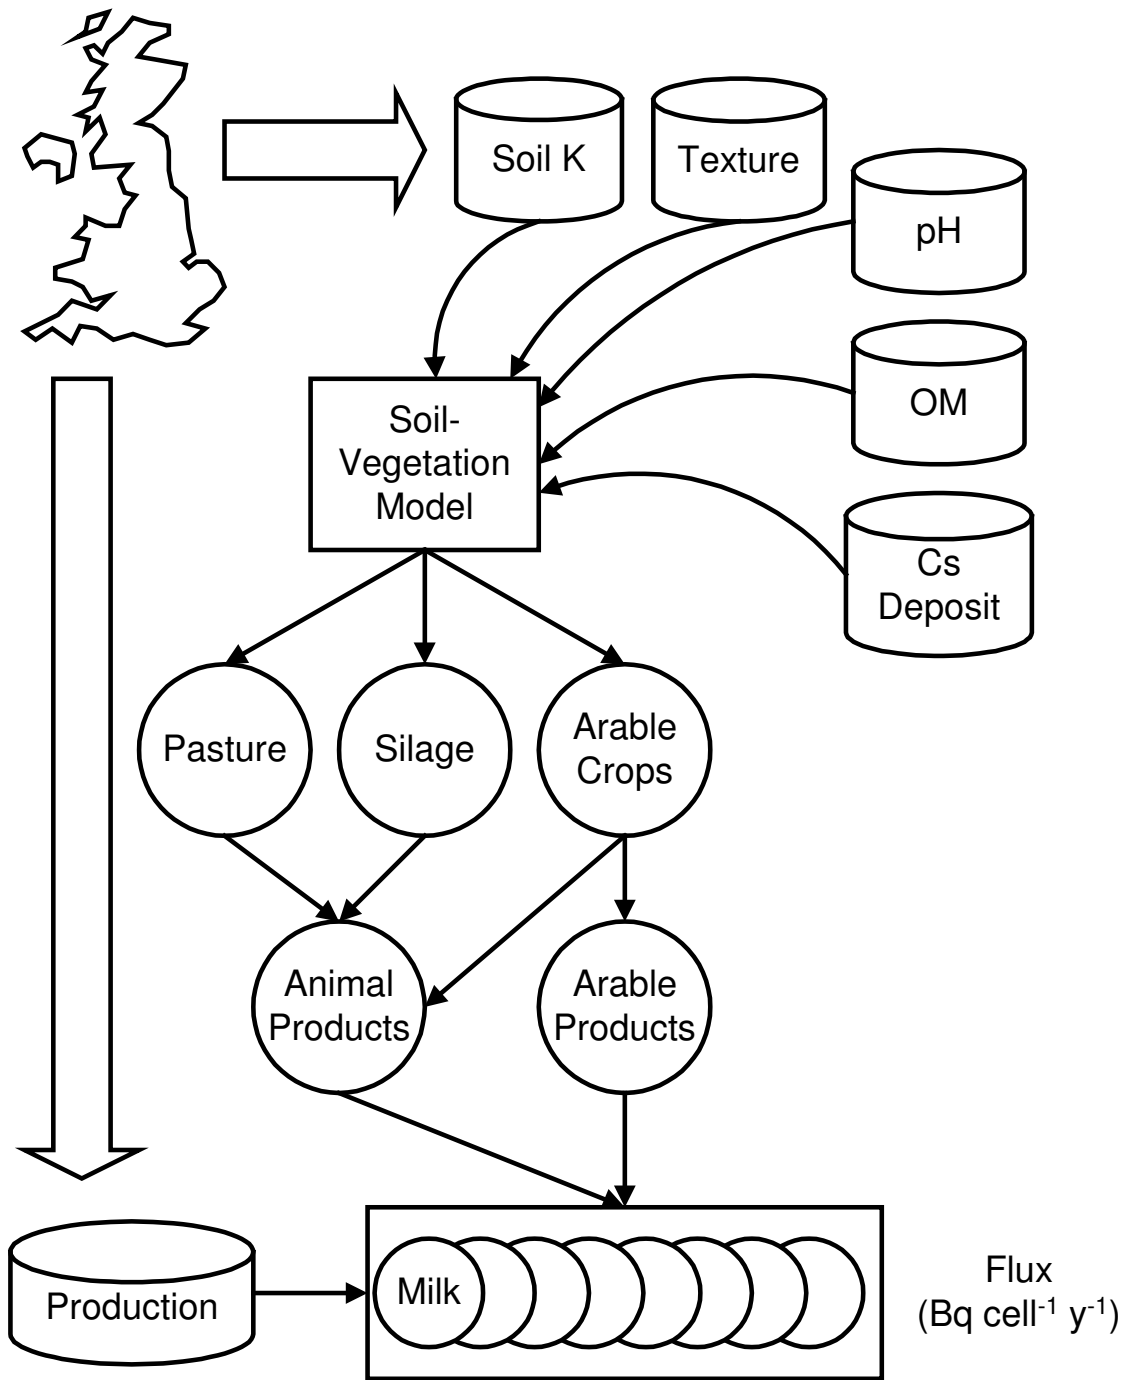 Soil K
Texture
pH
OM
Cs
Deposit
Soil-
Vegetation
Model
Pasture
Silage
Arable
Crops
Animal
Products
Arable
Products
Production
Milk
Flux
(Bq cell⁻¹ y⁻¹)